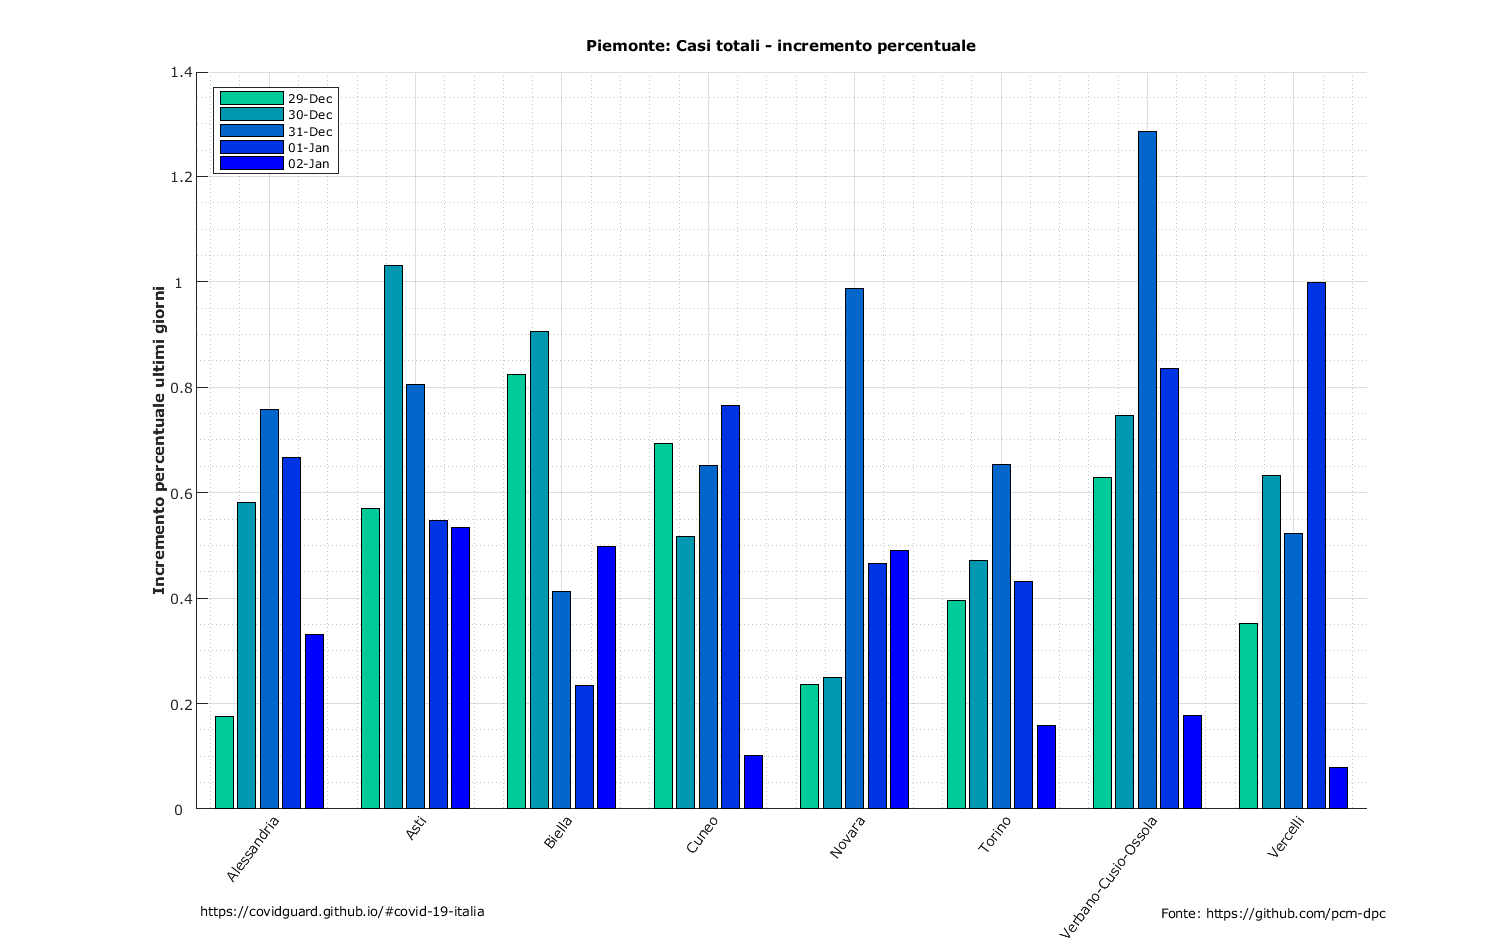 Piemonte: Casi totali - incremento percentuale
1.4
1.2
1
0.8
0.6
0.4
0.2
0
Incremento percentuale ultimi giorni
29-Dec
30-Dec
31-Dec
01-Jan
02-Jan
Alessandria
Asti
Biella
Cuneo
Novara
Torino
Verbano-Cusio-Ossola
Vercelli
https://covidguard.github.io/#covid-19-italia
Fonte: https://github.com/pcm-dpc